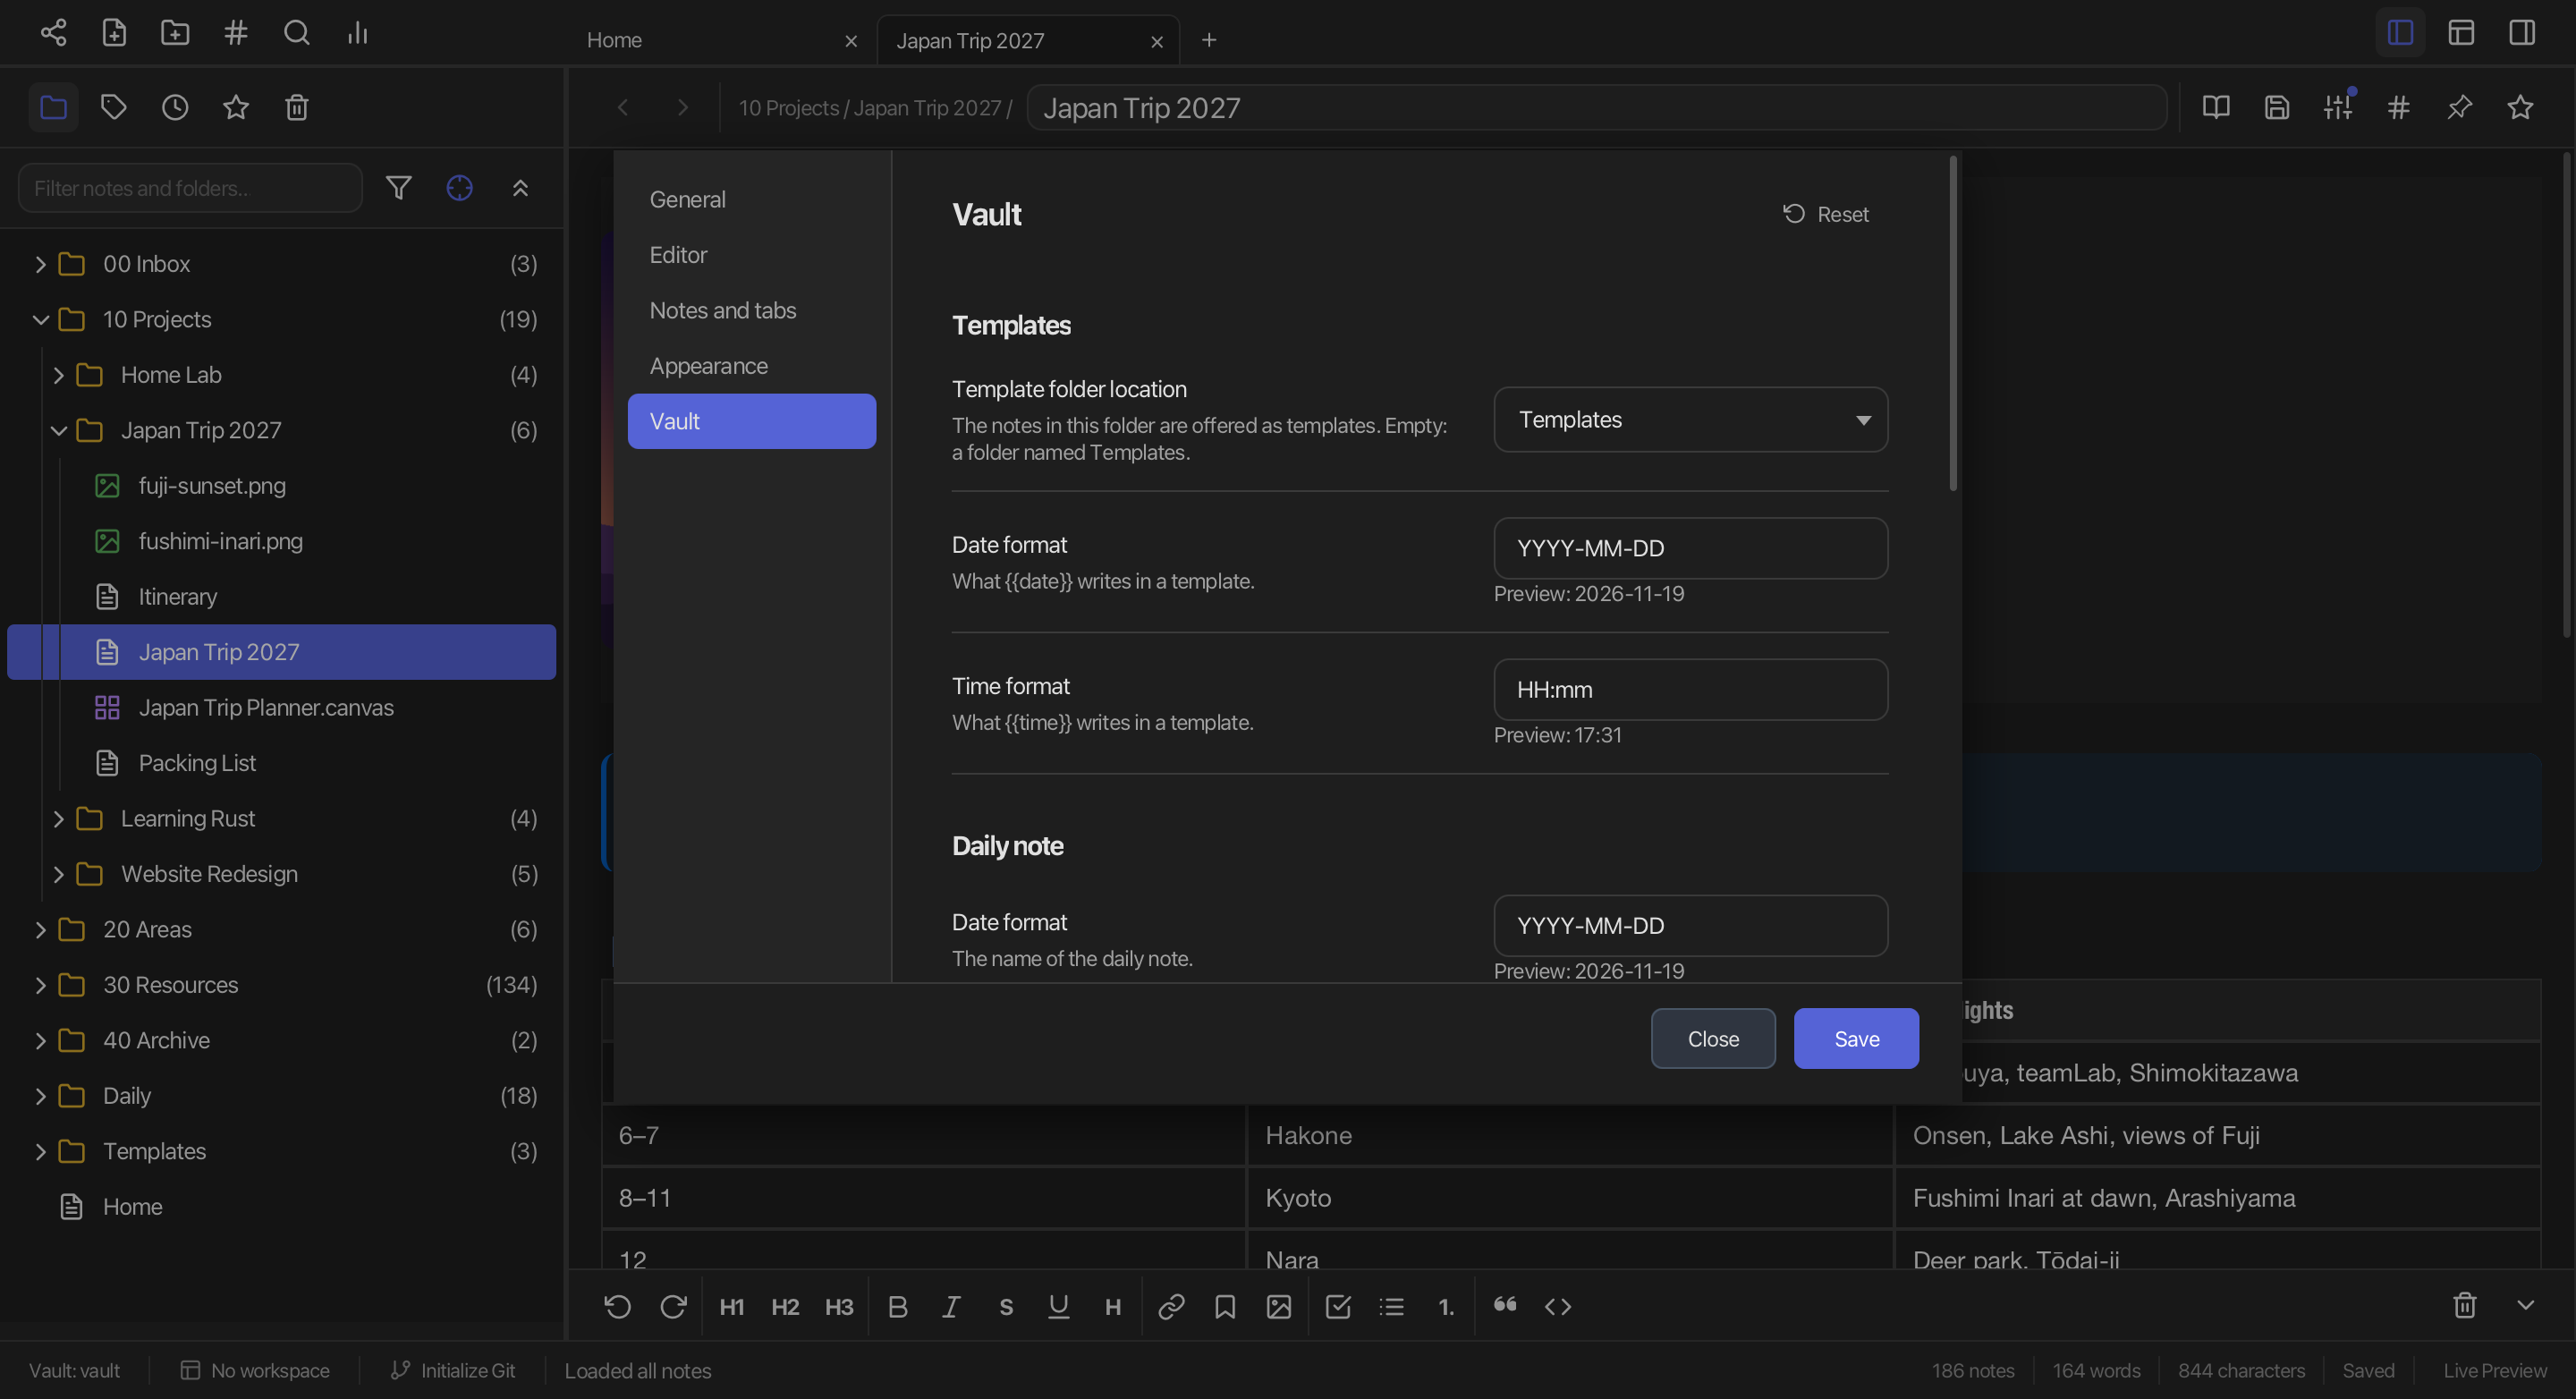 Home
Japan Trip 2027
10 Projects / Japan Trip 2027 /
Japan Trip 2027
Filter notes and folders...
00 Inbox (3)
10 Projects (19)
Home Lab (4)
Japan Trip 2027 (6)
fuji-sunset.png
fushimi-inari.png
Itinerary
Japan Trip 2027
Japan Trip Planner.canvas
Packing List
Learning Rust (4)
Website Redesign (5)
20 Areas (6)
30 Resources (134)
40 Archive (2)
Daily (18)
Templates (3)
Home
General
Editor
Notes and tabs
Appearance
Vault
Vault
Reset
Templates
Template folder location
The notes in this folder are offered as templates. Empty:
a folder named Templates.
Templates
Date format
What {{date}} writes in a template.
YYYY-MM-DD
Preview: 2026-11-19
Time format
What {{time}} writes in a template.
HH:mm
Preview: 17:31
Daily note
Date format
The name of the daily note.
YYYY-MM-DD
Preview: 2026-11-19
Close
Save
ights
uya, teamLab, Shimokitazawa
6–7 Hakone Onsen, Lake Ashi, views of Fuji
8–11 Kyoto Fushimi Inari at dawn, Arashiyama
12 Nara Deer park, Tōdai-ji
H1 H2 H3 B I S U H 1.
Vault: vault
No workspace
Initialize Git
Loaded all notes
186 notes
164 words
844 characters
Saved
Live Preview